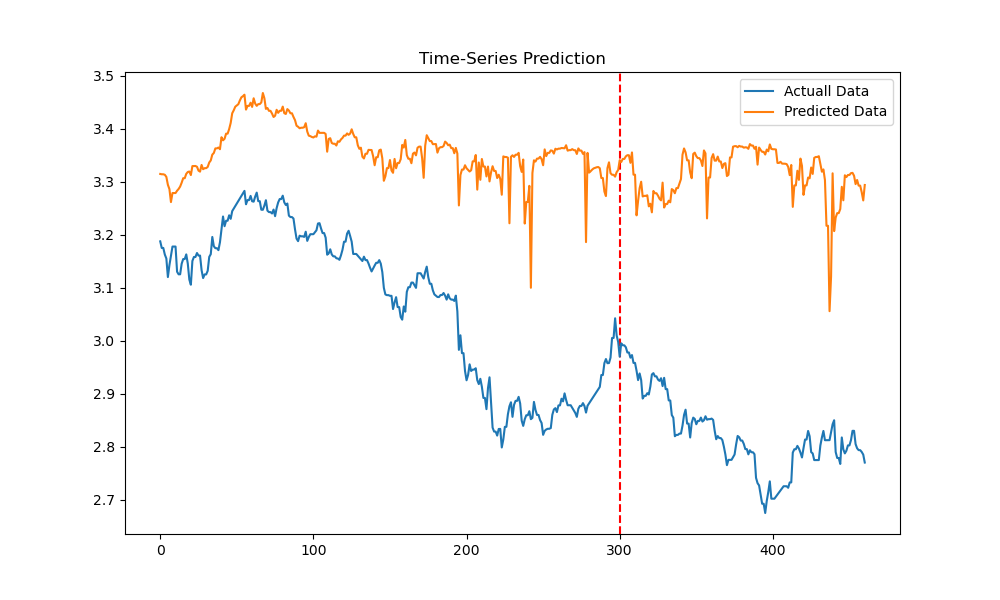 Time-Series Prediction
3.5
3.4
3.3
3.2
3.1
3.0
2.9
2.8
2.7
Actuall Data
Predicted Data
0 100 200 300 400